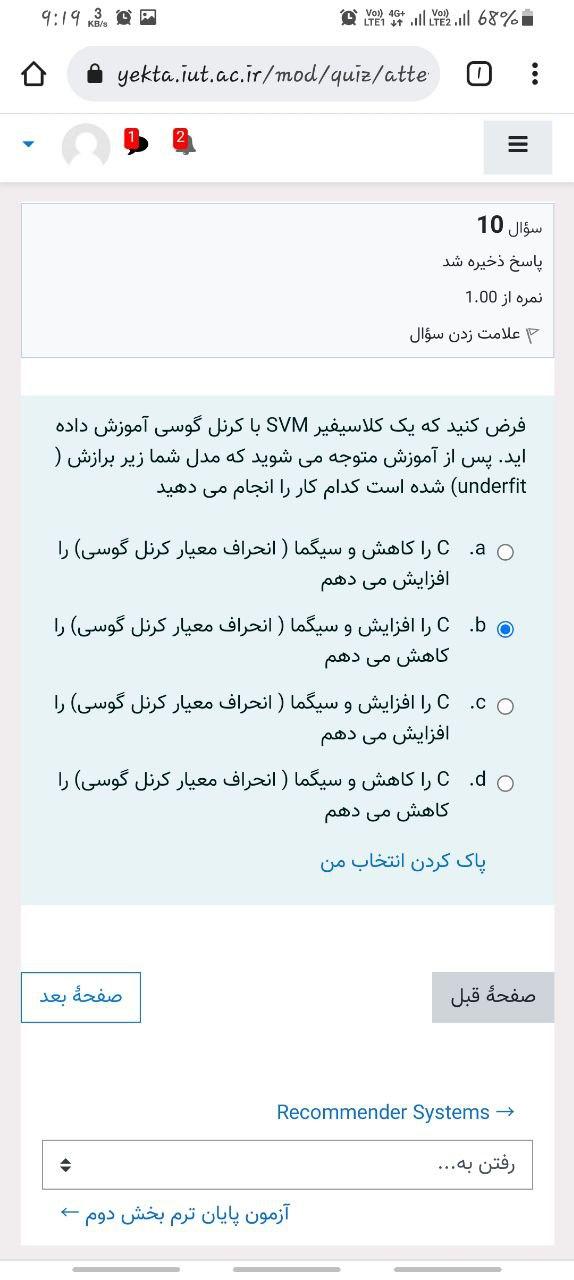 9:19 3 KB/s Vo)) LTE1 4G+ Vo)) LTE2 68%
yekta.iut.ac.ir/mod/quiz/atte 1
1 2
سؤال 10
پاسخ ذخیره شد
نمره از 1.00
علامت زدن سؤال
فرض کنید که یک کلاسیفیر SVM با کرنل گوسی آموزش داده
اید. پس از آموزش متوجه می شوید که مدل شما زیر برازش (
underfit) شده است کدام کار را انجام می دهید
a. C را کاهش و سیگما ( انحراف معیار کرنل گوسی) را
افزایش می دهم
b. C را افزایش و سیگما ( انحراف معیار کرنل گوسی) را
کاهش می دهم
c. C را افزایش و سیگما ( انحراف معیار کرنل گوسی) را
افزایش می دهم
d. C را کاهش و سیگما ( انحراف معیار کرنل گوسی) را
کاهش می دهم
پاک کردن انتخاب من
صفحهٔ قبل
صفحهٔ بعد
Recommender Systems →
رفتن به...
آزمون پایان ترم بخش دوم ←